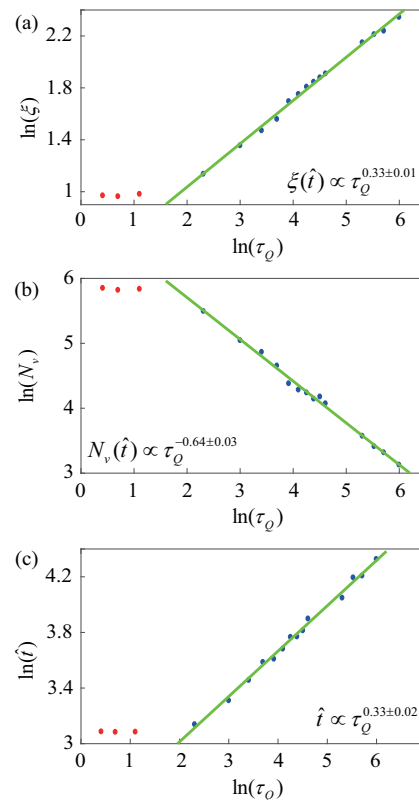 (a)
2.2
1.8
1.4
1
ln(ξ)
ξ(t̂) ∝ τ_Q^{0.33±0.01}
0 1 2 3 4 5 6
ln(τ_Q)
(b)
6
5
4
3
ln(N_v)
N_v(t̂) ∝ τ_Q^{-0.64±0.03}
0 1 2 3 4 5 6
ln(τ_Q)
(c)
4.2
3.8
3.4
3
ln(t̂)
t̂ ∝ τ_Q^{0.33±0.02}
0 1 2 3 4 5 6
ln(τ_Q)